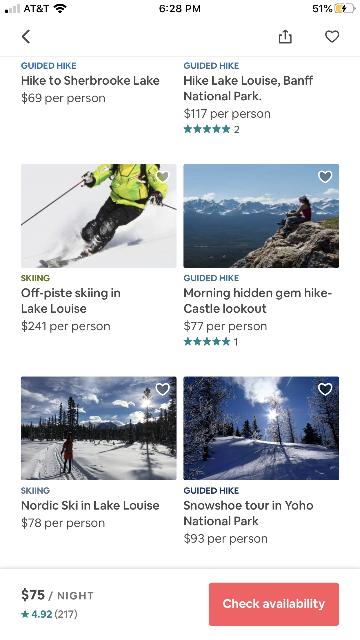 AT&T
6:28 PM
51%
GUIDED HIKE
Hike to Sherbrooke Lake
$69 per person
GUIDED HIKE
Hike Lake Louise, Banff
National Park.
$117 per person
★★★★★ 2
SKIING
Off-piste skiing in
Lake Louise
$241 per person
GUIDED HIKE
Morning hidden gem hike-
Castle lookout
$77 per person
★★★★★ 1
SKIING
Nordic Ski in Lake Louise
$78 per person
GUIDED HIKE
Snowshoe tour in Yoho
National Park
$93 per person
$75 / NIGHT
★ 4.92 (217)
Check availability